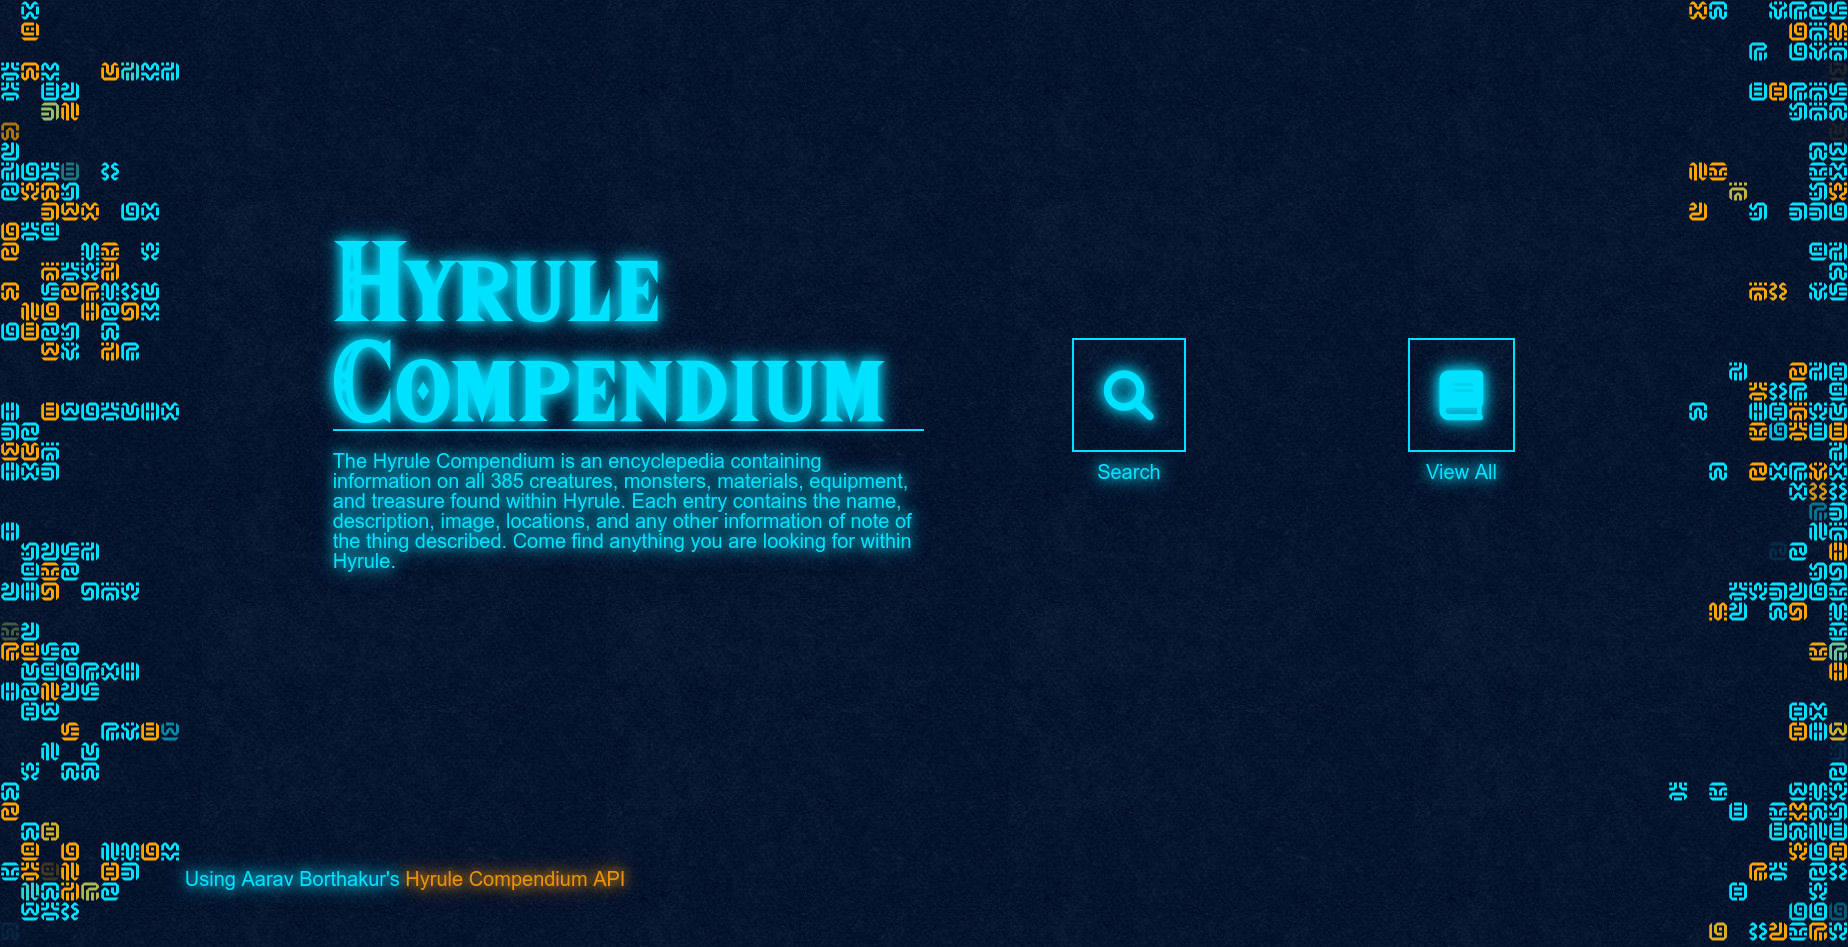 Hyrule
Compendium
The Hyrule Compendium is an encyclepedia containing
information on all 385 creatures, monsters, materials, equipment,
and treasure found within Hyrule. Each entry contains the name,
description, image, locations, and any other information of note of
the thing described. Come find anything you are looking for within
Hyrule.
Search
View All
Using Aarav Borthakur's Hyrule Compendium API